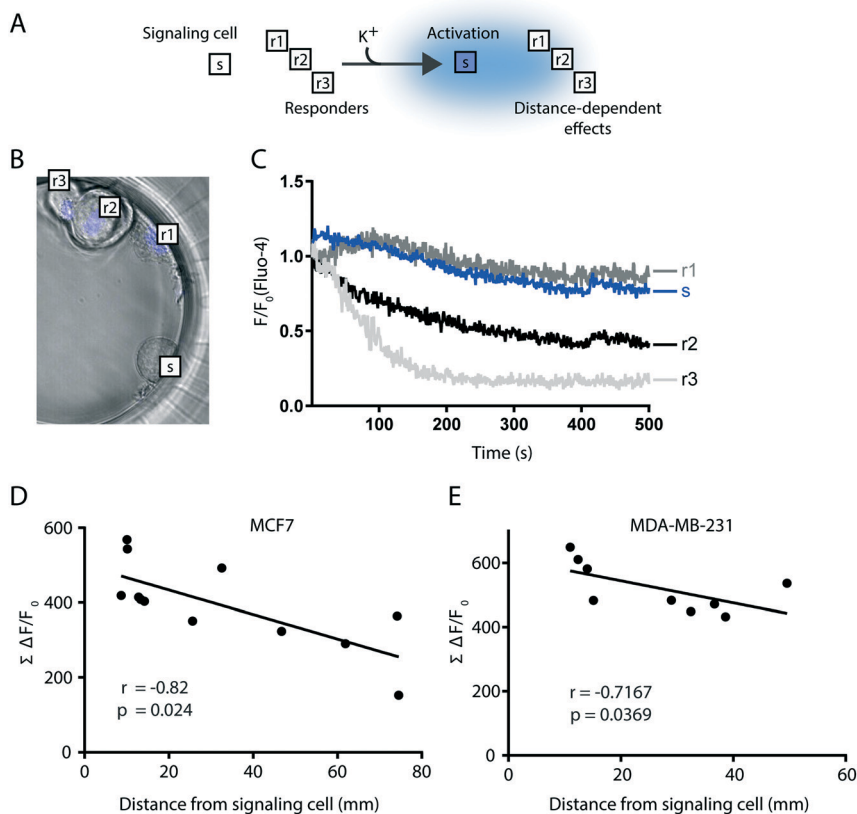 A
Signaling cell
s
r1
r2
r3
Responders
K+
Activation
s
r1
r2
r3
Distance-dependent
effects
B
r3
r2
r1
s
C
F/F0(Fluo-4)
1.5
1.0
0.5
0.0
100
200
300
400
500
Time (s)
r1
s
r2
r3
D
MCF7
Σ ΔF/F0
600
400
200
0
r = -0.82
p = 0.024
0
20
40
60
80
Distance from signaling cell (mm)
E
MDA-MB-231
Σ ΔF/F0
600
400
200
0
r = -0.7167
p = 0.0369
0
20
40
60
Distance from signaling cell (mm)